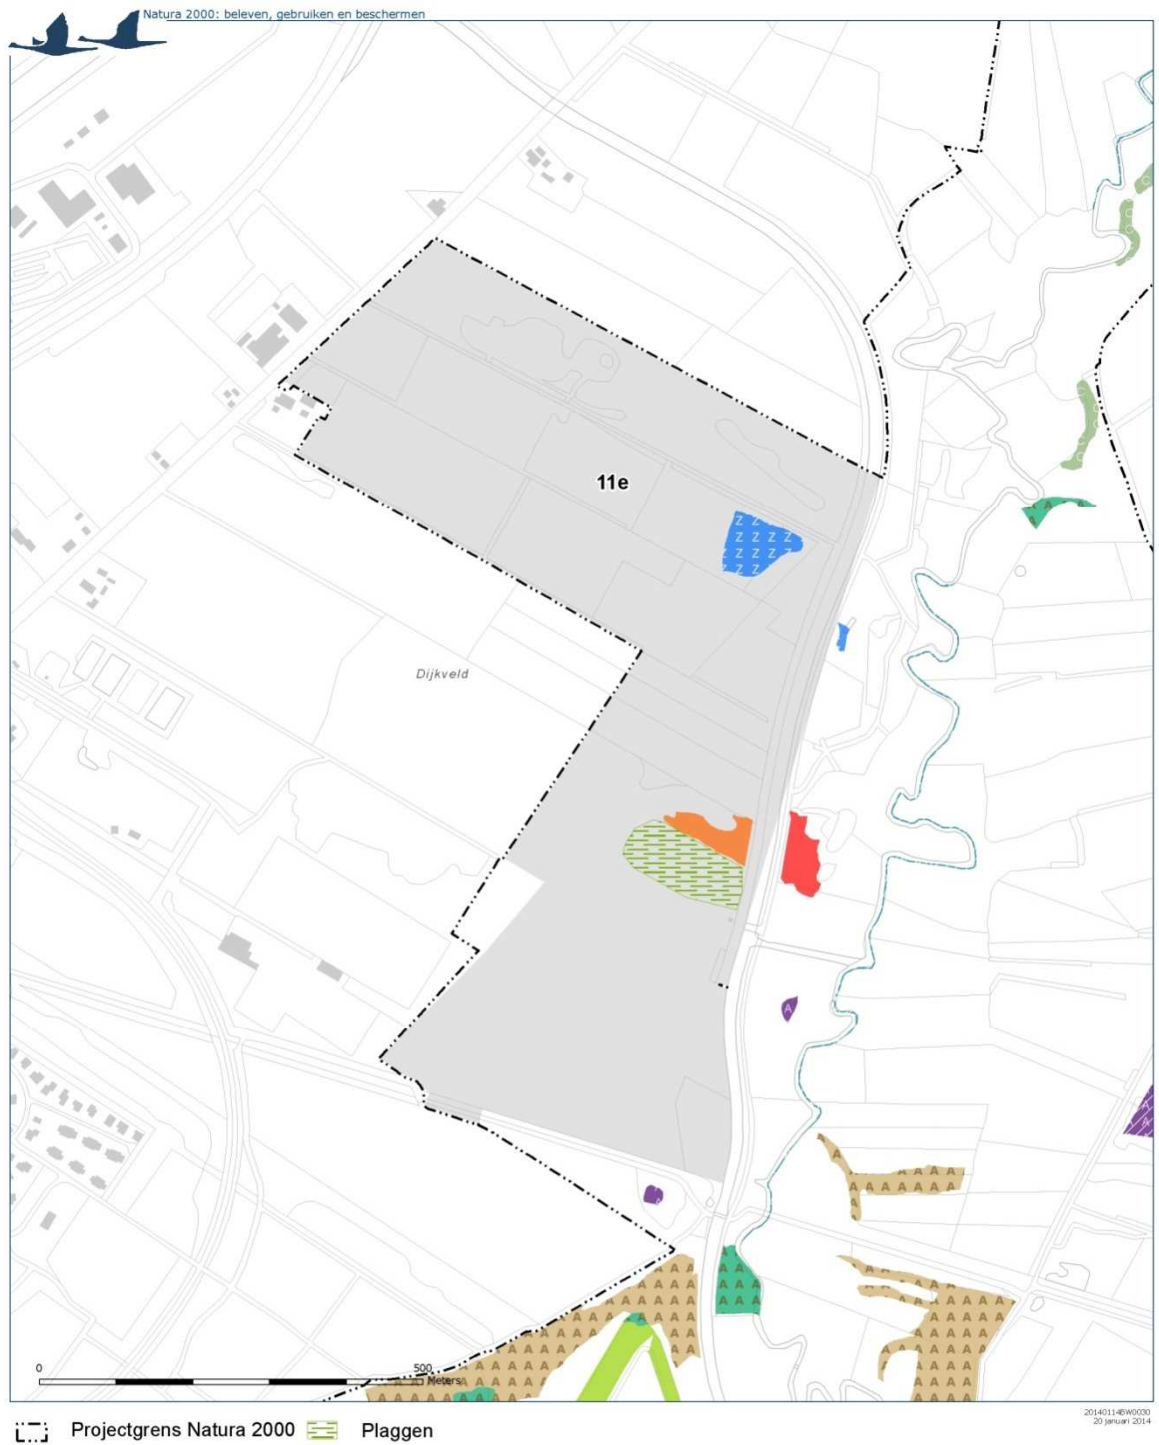 Natura 2000: beleven, gebruiken en beschermen
11e
Z Z
Z Z Z Z
Z Z Z Z Z
Z Z Z
Dijkveld
0 500
Meters
20140114BW0030
20 januari 2014
Projectgrens Natura 2000 Plaggen